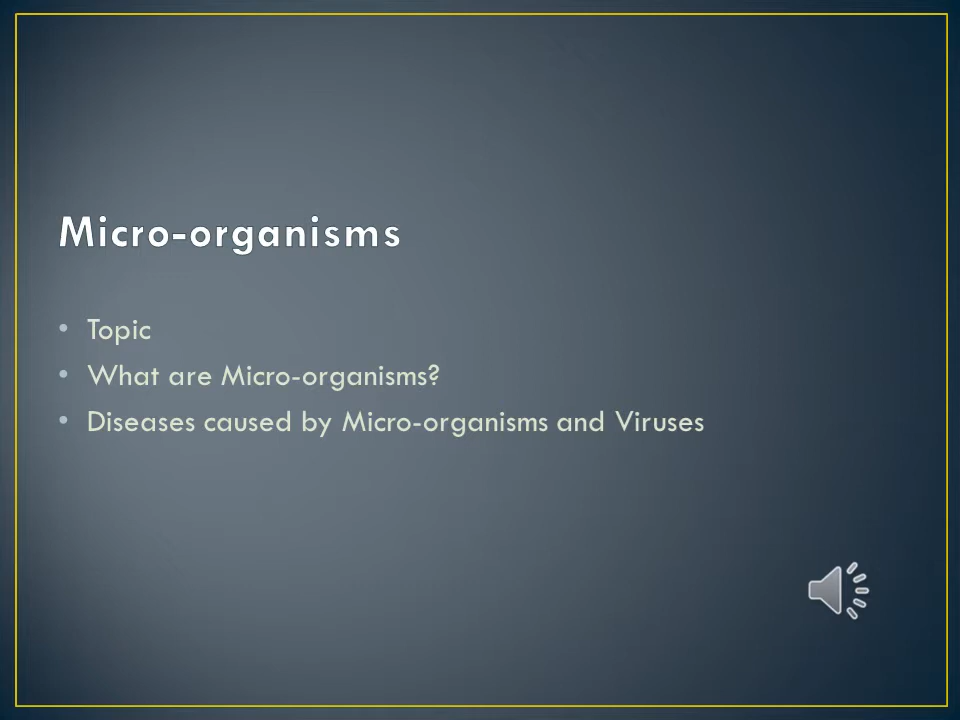 Micro-organisms
• Topic
• What are Micro-organisms?
• Diseases caused by Micro-organisms and Viruses